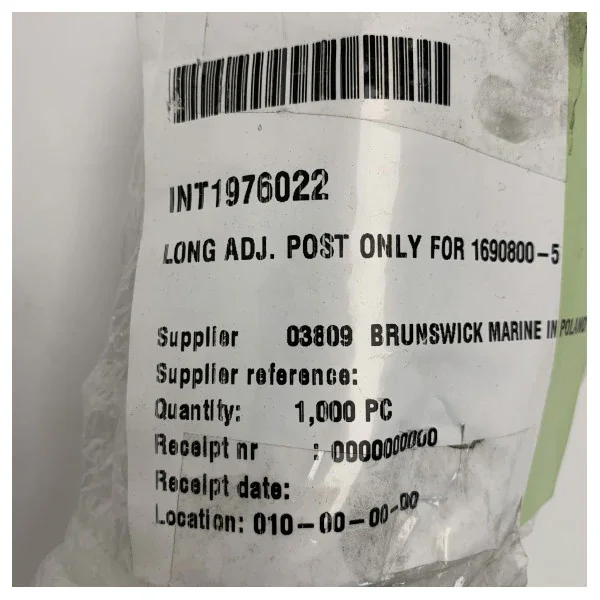 INT1976022
LONG ADJ. POST ONLY FOR 1690800-5
Supplier 03809 BRUNSWICK MARINE IN POLAND
Supplier reference:
Quantity: 1,000 PC
Receipt nr : 0000000000
Receipt date:
Location: 010-00-00-00